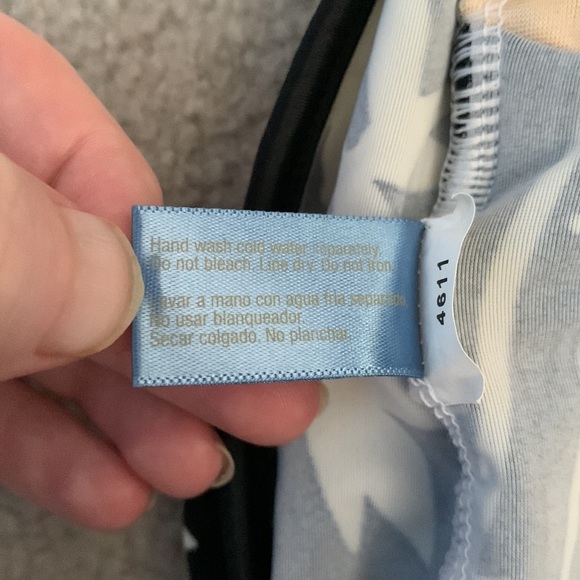 Hand wash cold water separately.
Do not bleach. Line dry. Do not iron.
Lavar a mano con agua fria separado.
No usar blanqueador.
Secar colgado. No planchar.
4611